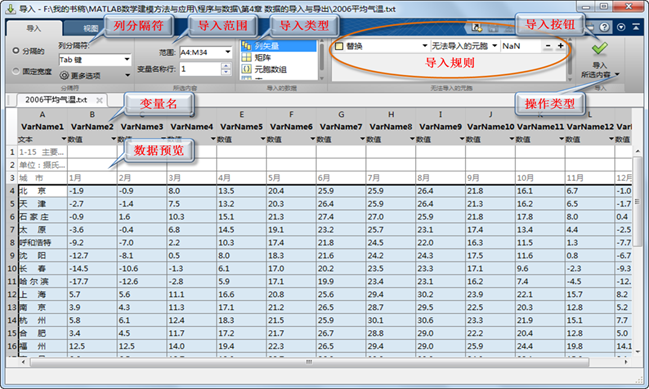 导入 - F:\我的书稿\MATLAB数学建模方法与应用\程序与数据\第4章 数据的导入与导出\2006平均气温.txt
导入 视图 列分隔符 导入范围 导入类型 导入按钮
分隔的 列分隔符: 范围: A4:M34 列矢量 替换 无法导入的元胞 NaN
Tab 键 矩阵 导入规则
固定宽度 更多选项 变量名称行: 1 元胞数组 导入
所选内容
分隔符 所选内容 导入的数据 无法导入的元胞 导入
2006平均气温.txt 变量名 操作类型
A B C D E F G H I J K L
VarName1 VarName2 VarName3 VarName4 VarName5 VarName6 VarName7 VarName8 VarName9 VarName10 VarName11 VarName12 VarN
文本 数值 数值 数值 数值 数值 数值 数值 数值 数值 数值 数值 数值
数据预览
1 1-15 主要...
2 单位：摄氏...
3 城 市 1月 2月 3月 4月 5月 6月 7月 8月 9月 10月 11月 12月
4 北 京 -1.9 -0.9 8.0 13.5 20.4 25.9 25.9 26.4 21.8 16.1 6.7 -1.0
5 天 津 -2.7 -1.4 7.5 13.2 20.3 26.4 25.9 26.4 21.3 16.2 6.5 -1.7
6 石 家 庄 -0.9 1.6 10.3 15.1 21.3 27.4 27.0 25.9 21.8 17.8 8.0 0.4
7 太 原 -3.6 -0.4 6.8 14.5 19.1 23.2 25.7 23.1 17.4 13.4 4.4 -2.5
8 呼和浩特 -9.2 -7.0 2.2 10.3 17.4 21.8 24.5 22.0 16.3 11.5 1.3 -7.7
9 沈 阳 -12.7 -8.1 0.5 8.0 18.3 21.6 24.2 24.3 17.5 11.6 0.8 -6.7
10 长 春 -14.5 -10.6 -1.3 6.1 17.0 20.2 23.5 23.3 17.1 9.6 -2.3 -9.3
11 哈 尔 滨 -17.7 -12.6 -2.8 5.9 17.1 19.9 23.4 23.1 16.2 7.4 -4.5 -12.
12 上 海 5.7 5.6 11.1 16.6 20.8 25.6 29.4 30.2 23.9 22.1 15.7 8.2
13 南 京 3.9 4.3 11.3 17.1 21.2 26.5 28.7 29.5 22.5 20.3 12.8 5.2
14 杭 州 5.8 6.1 12.4 18.3 21.5 25.9 30.1 30.6 23.3 21.9 15.1 7.7
15 合 肥 3.4 4.5 11.7 17.2 21.7 26.7 28.8 29.0 22.2 20.4 12.8 5.0
16 福 州 12.5 12.5 14.0 19.4 22.3 26.5 29.4 29.0 25.9 24.4 19.8 14.1